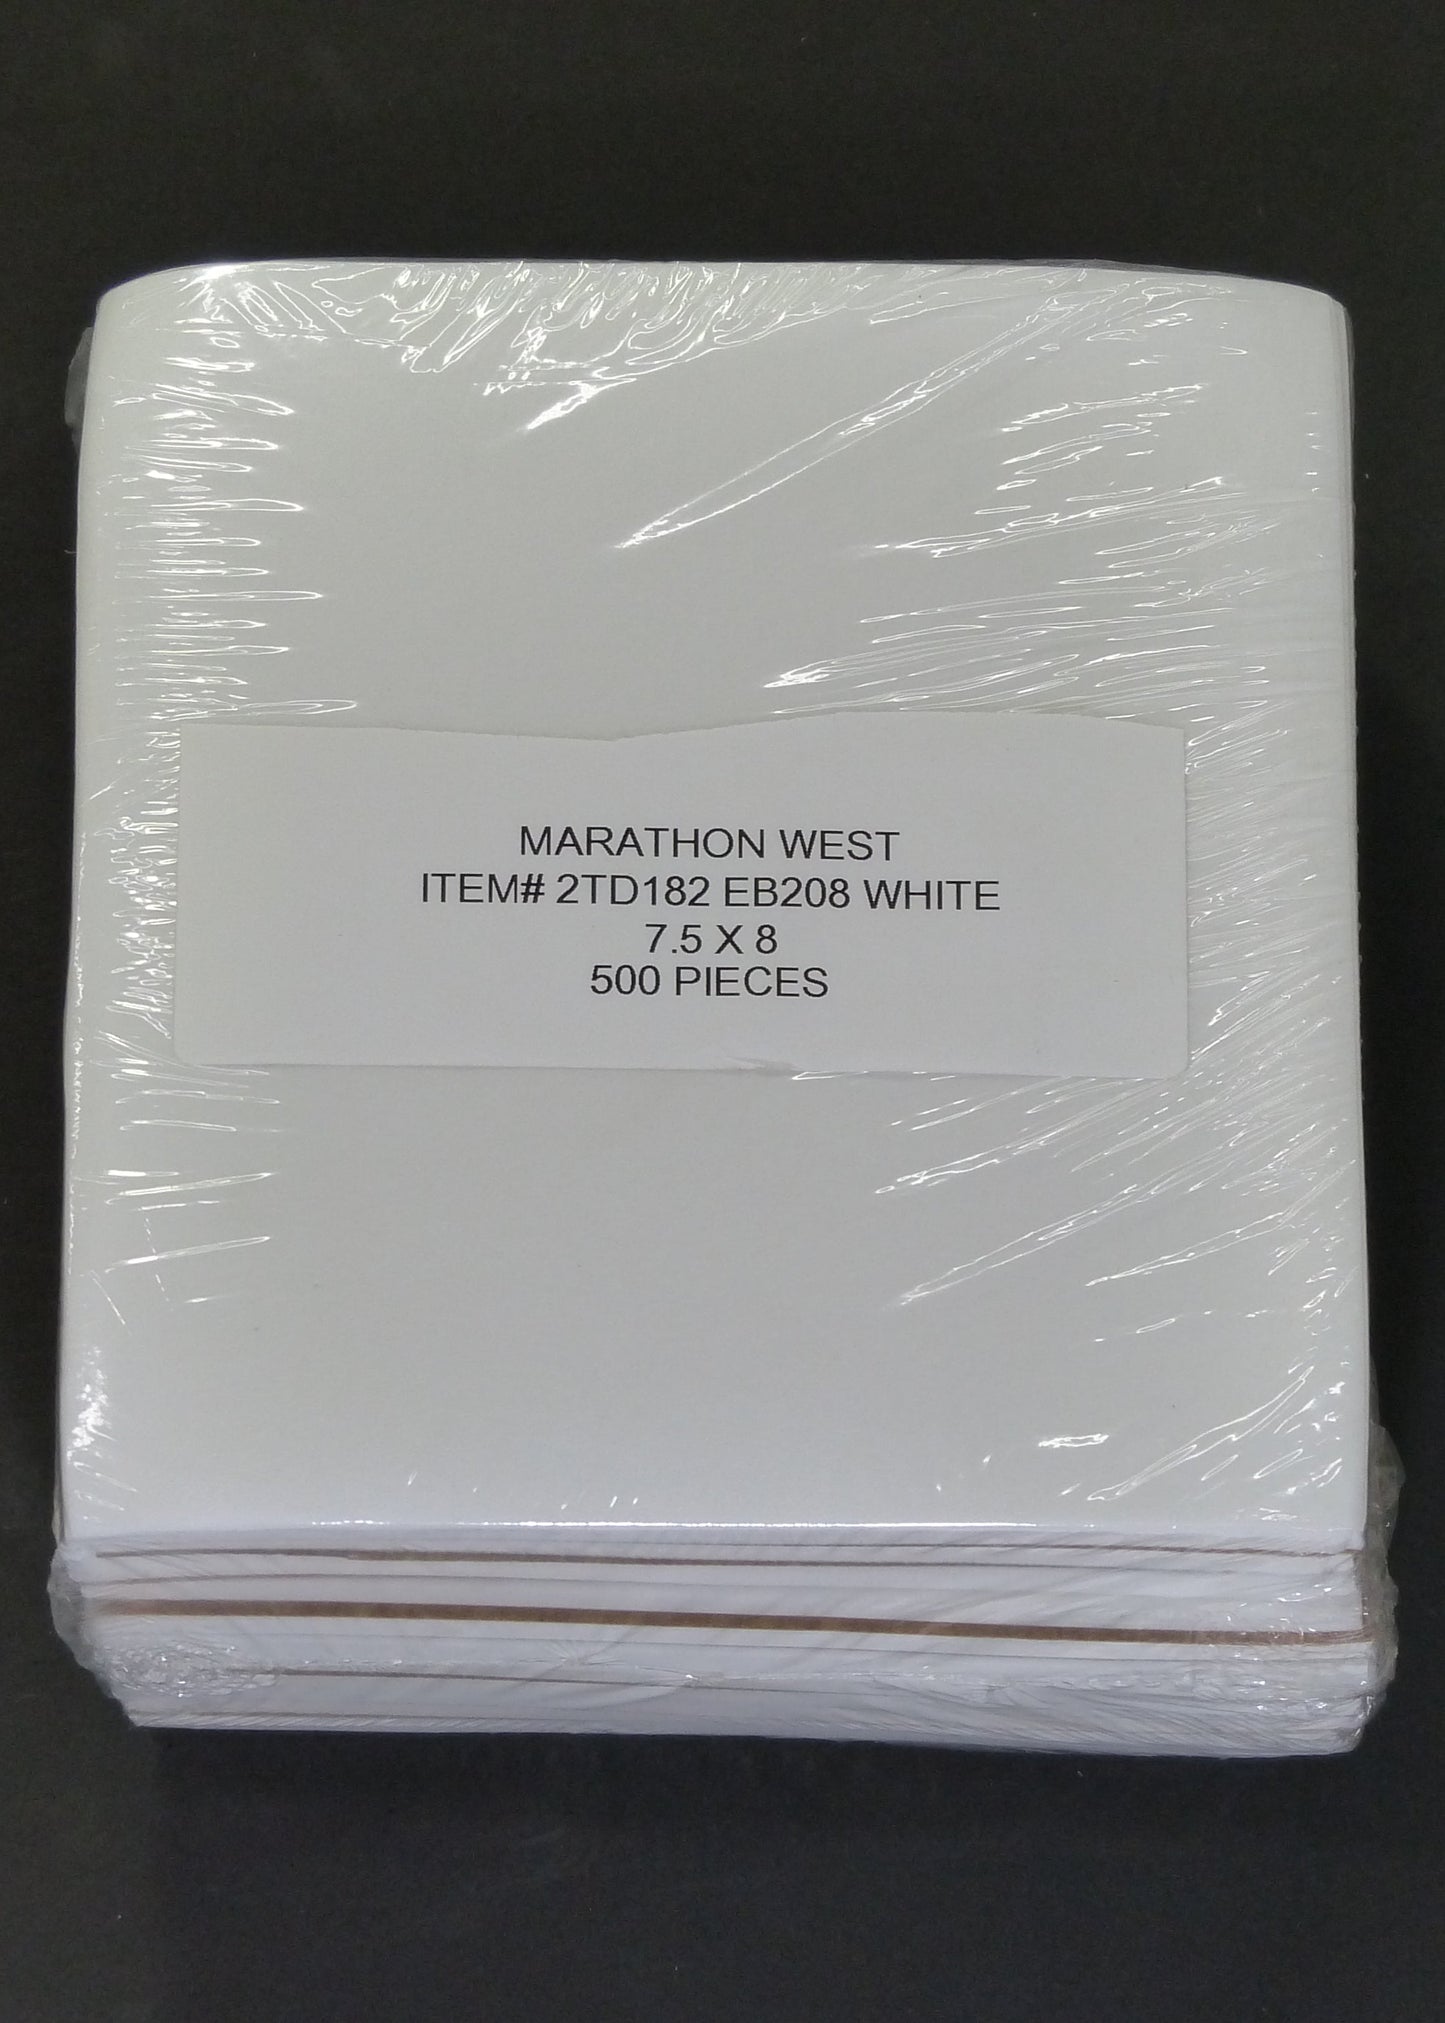 MARATHON WEST
ITEM# 2TD182 EB208 WHITE
7.5 X 8
500 PIECES